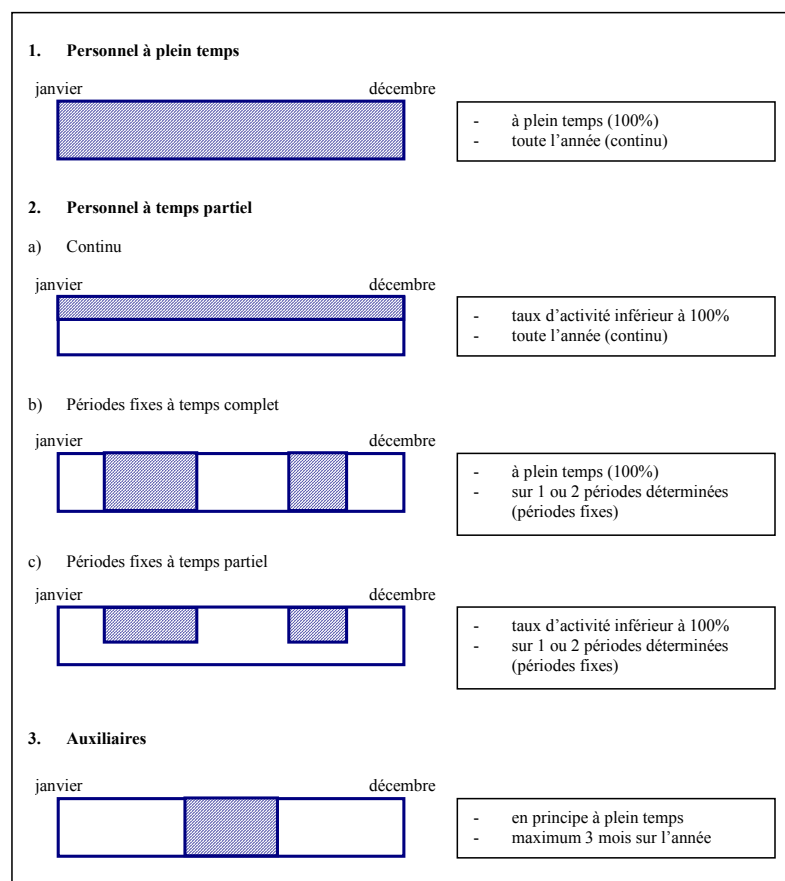 1. Personnel à plein temps
janvier décembre
- à plein temps (100%)
- toute l'année (continu)
2. Personnel à temps partiel
a) Continu
janvier décembre
- taux d'activité inférieur à 100%
- toute l'année (continu)
b) Périodes fixes à temps complet
janvier décembre
- à plein temps (100%)
- sur 1 ou 2 périodes déterminées
(périodes fixes)
c) Périodes fixes à temps partiel
janvier décembre
- taux d'activité inférieur à 100%
- sur 1 ou 2 périodes déterminées
(périodes fixes)
3. Auxiliaires
janvier décembre
- en principe à plein temps
- maximum 3 mois sur l'année